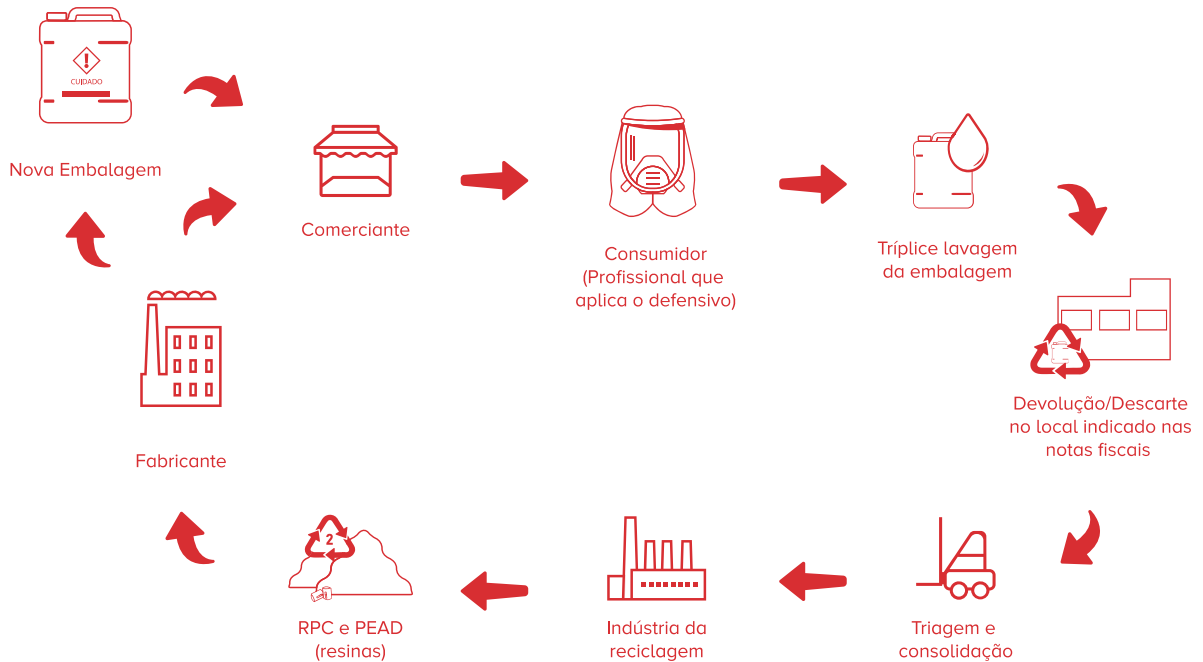 CUIDADO
Nova Embalagem
Comerciante
Consumidor
(Profissional que
aplica o defensivo)
Tríplice lavagem
da embalagem
Devolução/Descarte
no local indicado nas
notas fiscais
Triagem e
consolidação
Indústria da
reciclagem
2
RPC e PEAD
(resinas)
Fabricante